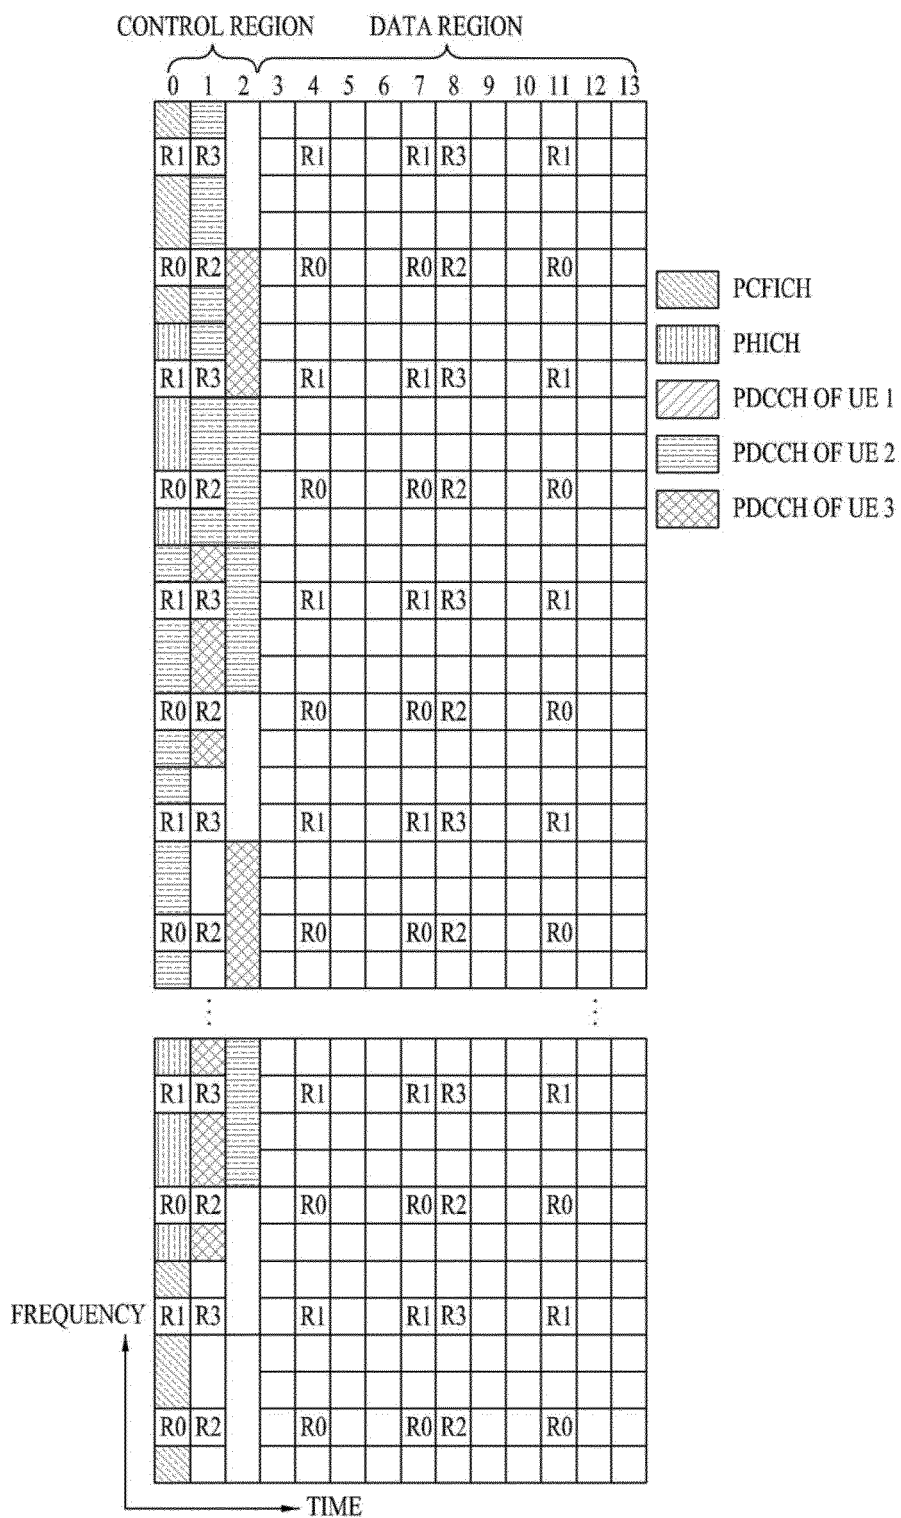 CONTROL REGION DATA REGION
0 1 2 3 4 5 6 7 8 9 10 11 12 13
R1 R3 R1 R1 R3 R1
R0 R2 R0 R0 R2 R0
PCFICH
PHICH
R1 R3 R1 R1 R3 R1
PDCCH OF UE 1
PDCCH OF UE 2
R0 R2 R0 R0 R2 R0
PDCCH OF UE 3
R1 R3 R1 R1 R3 R1
R0 R2 R0 R0 R2 R0
R1 R3 R1 R1 R3 R1
R0 R2 R0 R0 R2 R0
R1 R3 R1 R1 R3 R1
R0 R2 R0 R0 R2 R0
FREQUENCY R1 R3 R1 R1 R3 R1
R0 R2 R0 R0 R2 R0
TIME